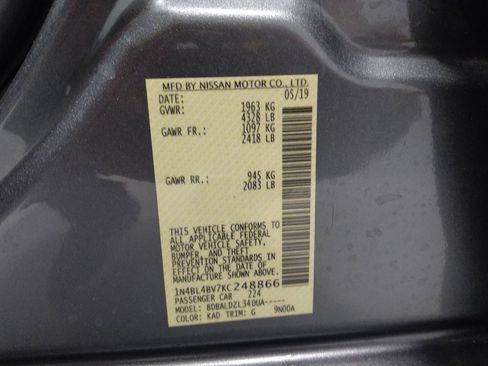 MFD BY NISSAN MOTOR CO., LTD.
DATE: 05/19
GVWR: 1963 KG
4328 LB
GAWR FR.: 1097 KG
2418 LB
GAWR RR.: 945 KG
2083 LB
THIS VEHICLE CONFORMS TO
ALL APPLICABLE FEDERAL
MOTOR VEHICLE SAFETY,
BUMPER, AND THEFT
PREVENTION STANDARDS IN
EFFECT ON THE DATE OF
MANUFACTURE SHOWN ABOVE.
1N4BL4BV7KC248866
PASSENGER CAR 224
MODEL: BDBALDZL34DUA-----
COLOR: KAD TRIM: G 9N00A